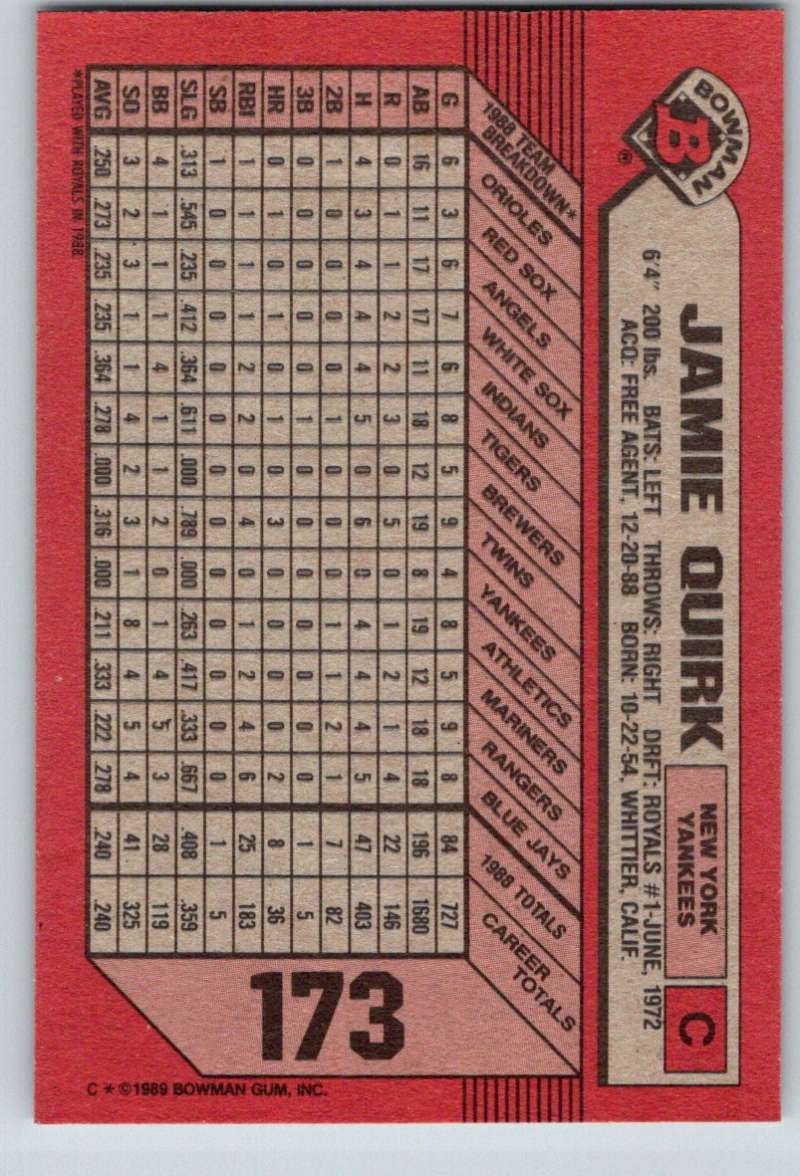 BOWMAN
B
®
JAMIE QUIRK
NEW YORK
YANKEES
C
6'4" 200 lbs. BATS: LEFT THROWS: RIGHT DRFT: ROYALS #1-JUNE, 1972
ACQ: FREE AGENT, 12-20-88 BORN: 10-22-54, WHITTIER, CALIF.
1988 TEAM
BREAKDOWN* ORIOLES RED SOX ANGELS WHITE SOX INDIANS TIGERS BREWERS TWINS YANKEES ATHLETICS MARINERS RANGERS BLUE JAYS 1988 TOTALS CAREER TOTALS
G 6 3 6 7 6 8 5 9 4 8 5 9 8 84 727
AB 16 11 17 17 11 18 12 19 8 19 12 18 18 196 1680
R 0 1 1 2 2 3 0 5 0 1 2 1 4 22 146
H 4 3 4 4 4 5 0 6 0 4 4 4 5 47 403
2B 1 0 0 0 0 1 0 0 0 1 1 2 1 7 82
3B 0 0 0 0 0 1 0 0 0 0 0 0 0 1 5
HR 0 1 0 1 0 1 0 3 0 0 0 0 2 8 36
RBI 1 1 1 1 2 2 0 4 0 1 2 4 6 25 183
SB 1 0 0 0 0 0 0 0 0 0 0 0 0 1 5
SLG .313 .545 .235 .412 .364 .611 .000 .789 .000 .263 .417 .333 .667 .408 .359
BB 4 1 1 1 4 1 1 2 0 1 4 5 3 28 119
SO 3 2 3 1 1 4 2 3 1 8 4 5 4 41 325
AVG .250 .273 .235 .235 .364 .278 .000 .316 .000 .211 .333 .222 .278 .240 .240
*PLAYED WITH ROYALS IN 1988.
173
C * ©1989 BOWMAN GUM, INC.